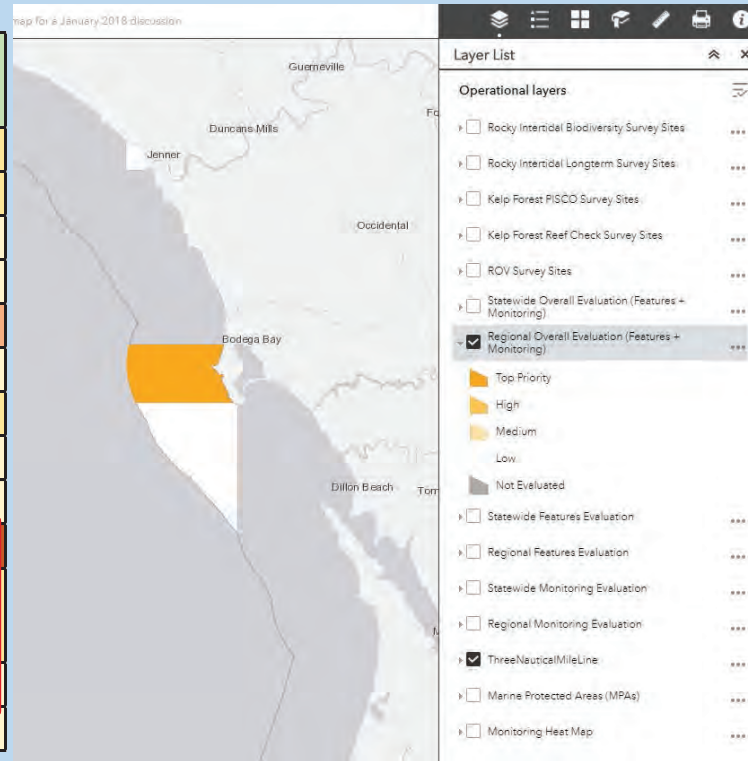 map for a January 2018 discussion
Guerneville
Duncans Mills
Jenner
Occidental
Bodega Bay
Dillon Beach
Layer List
Operational layers
Rocky Intertidal Biodiversity Survey Sites
Rocky Intertidal Longterm Survey Sites
Kelp Forest PISCO Survey Sites
Kelp Forest Reef Check Survey Sites
ROV Survey Sites
Statewide Overall Evaluation (Features +
Monitoring)
Regional Overall Evaluation (Features +
Monitoring)
Top Priority
High
Medium
Low
Not Evaluated
Statewide Features Evaluation
Regional Features Evaluation
Statewide Monitoring Evaluation
Regional Monitoring Evaluation
ThreeNauticalMileLine
Marine Protected Areas (MPAs)
Monitoring Heat Map